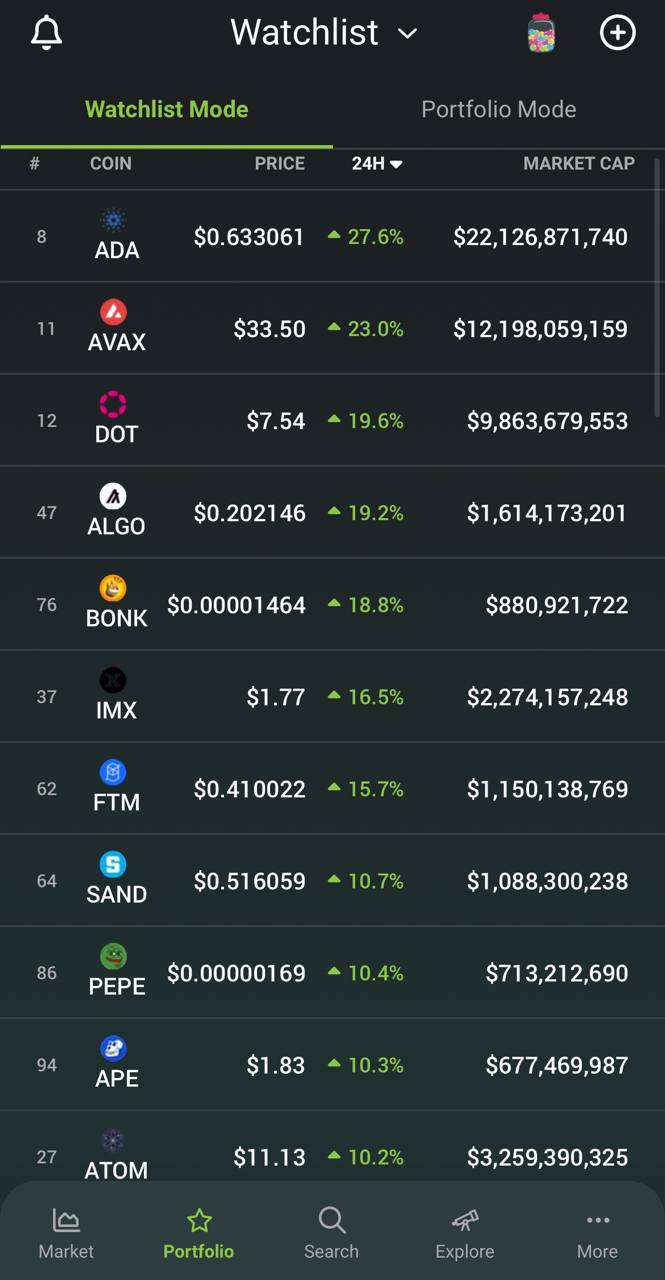 Watchlist
Watchlist Mode Portfolio Mode
# COIN PRICE 24H MARKET CAP
8 ADA $0.633061 27.6% $22,126,871,740
11 AVAX $33.50 23.0% $12,198,059,159
12 DOT $7.54 19.6% $9,863,679,553
47 ALGO $0.202146 19.2% $1,614,173,201
76 BONK $0.00001464 18.8% $880,921,722
37 IMX $1.77 16.5% $2,274,157,248
62 FTM $0.410022 15.7% $1,150,138,769
64 SAND $0.516059 10.7% $1,088,300,238
86 PEPE $0.00000169 10.4% $713,212,690
94 APE $1.83 10.3% $677,469,987
27 ATOM $11.13 10.2% $3,259,390,325
Market Portfolio Search Explore More